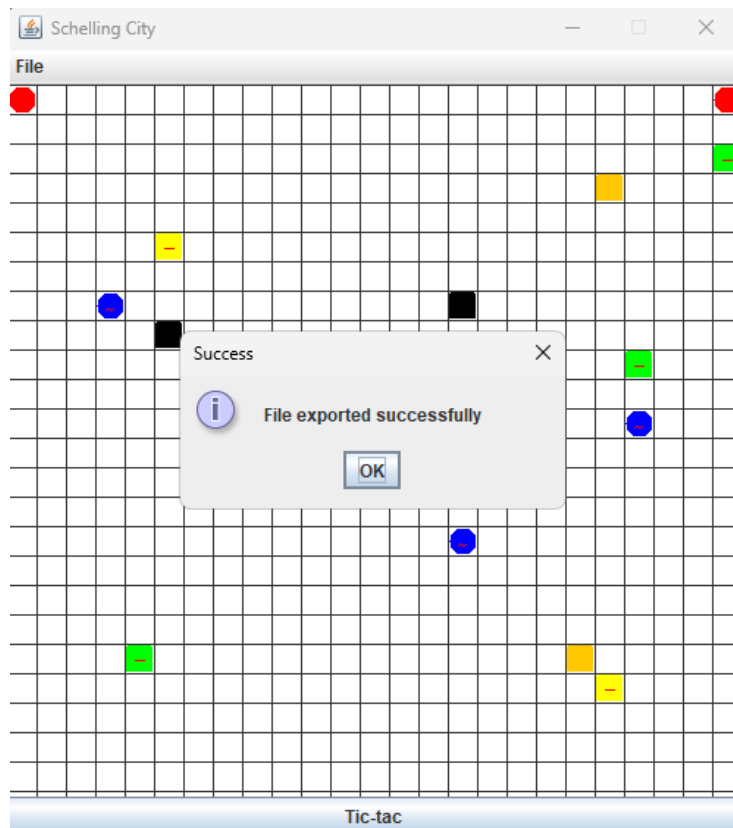 Schelling City
File
Success
File exported successfully
OK
Tic-tac